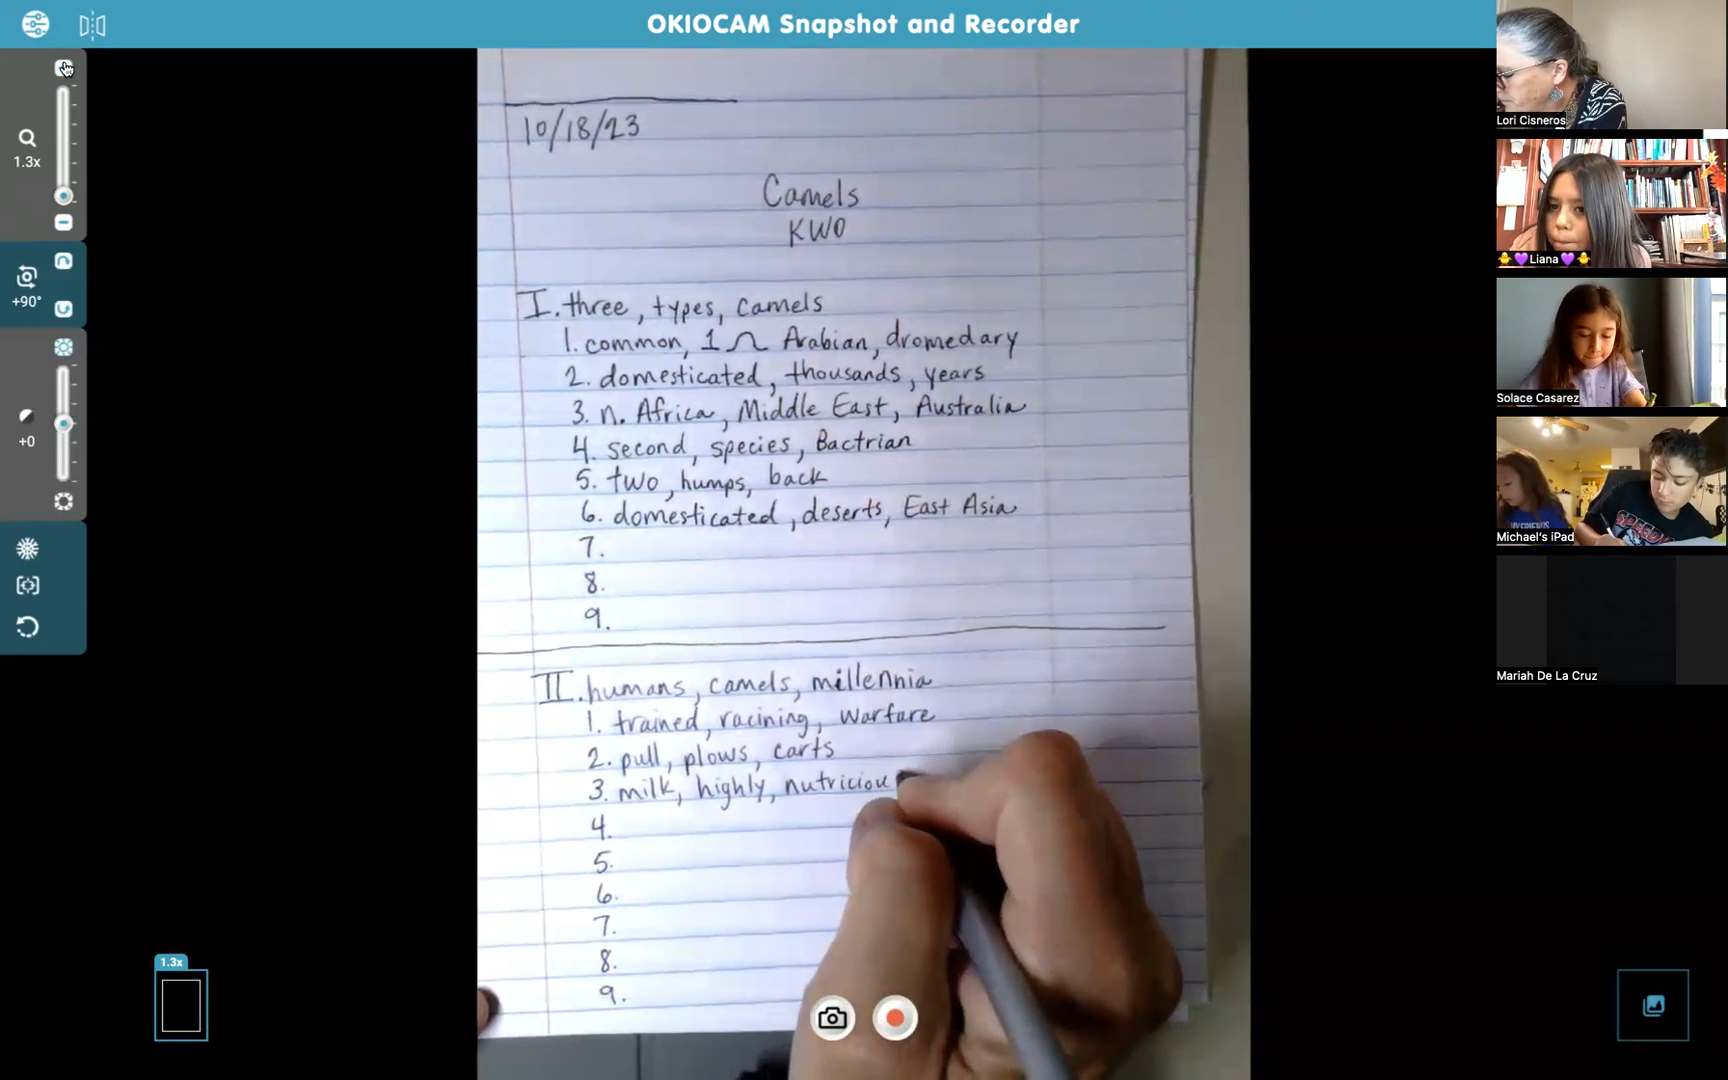 OKIOCAM Snapshot and Recorder
1.3x
+90°
+0
1.3x
10/18/23
Camels
KWO
I. three, types, camels
1. common, 1 Arabian, dromedary
2. domesticated, thousands, years
3. n. Africa, Middle East, Australia
4. second, species, Bactrian
5. two, humps, back
6. domesticated, deserts, East Asia
7.
8.
9.
II. humans, camels, millennia
1. trained, racining, warfare
2. pull, plows, carts
3. milk, highly, nutriciou
4.
5.
6.
7.
8.
9.
Lori Cisneros
🐥💜Liana💜🐥
Solace Casarez
MY FRIENDS
Michael's iPad
Mariah De La Cruz